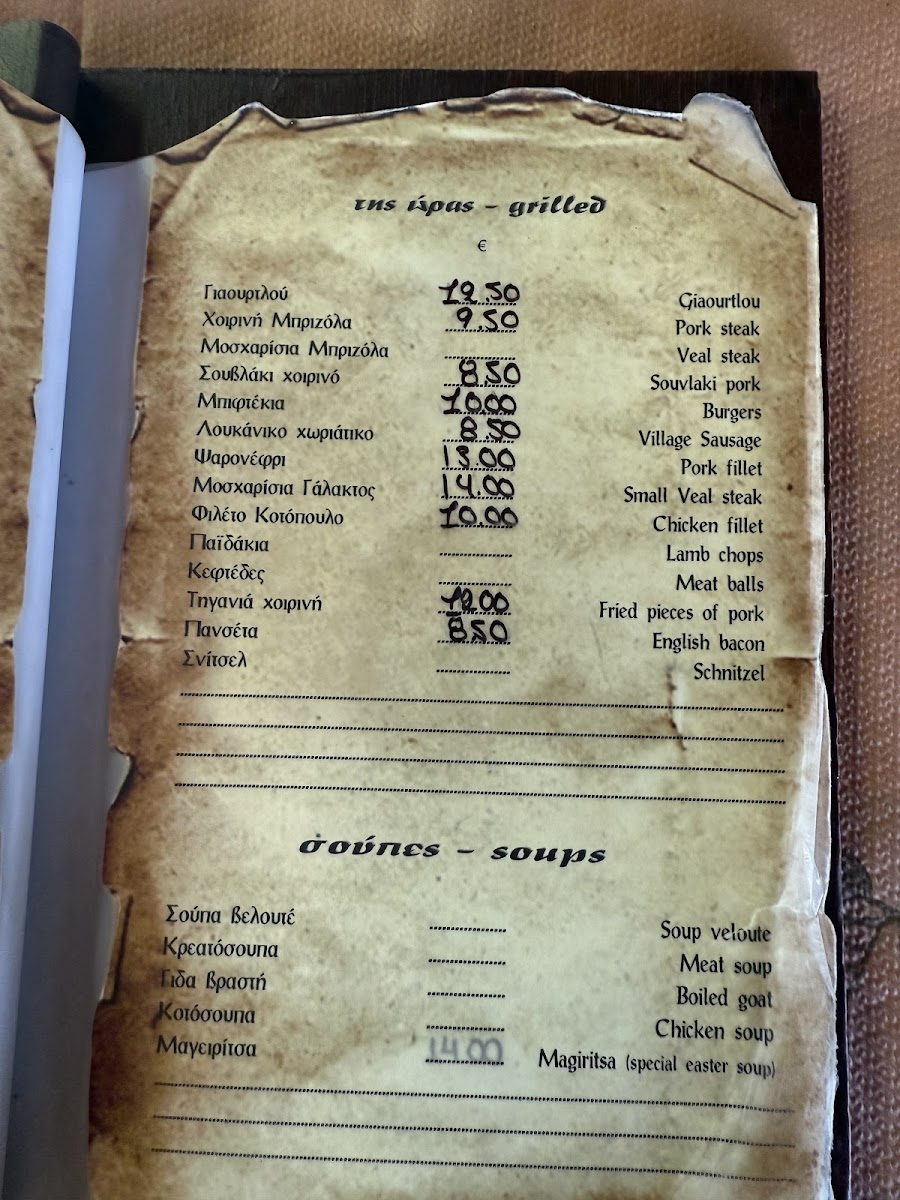 της ώρας - grilled
€
Γιαουρτλού 12.50 Giaourtlou
Χοιρινή Μπριζόλα 9.50 Pork steak
Μοσχαρίσια Μπριζόλα Veal steak
Σουβλάκι χοιρινό 8.50 Souvlaki pork
Μπιφτέκια 10.00 Burgers
Λουκάνικο χωριάτικο 8.50 Village Sausage
Ψαρονέφρι 13.00 Pork fillet
Μοσχαρίσια Γάλακτος 14.00 Small Veal steak
Φιλέτο Κοτόπουλο 10.00 Chicken fillet
Παϊδάκια Lamb chops
Κεφτέδες Meat balls
Τηγανιά χοιρινή 12.00 Fried pieces of pork
Πανσέτα 8.50 English bacon
Σνίτσελ Schnitzel
σούπες - soups
Σούπα βελουτέ Soup veloute
Κρεατόσουπα Meat soup
Γιδα βραστή Boiled goat
Κοτόσουπα Chicken soup
Μαγειρίτσα Magiritsa (special easter soup)